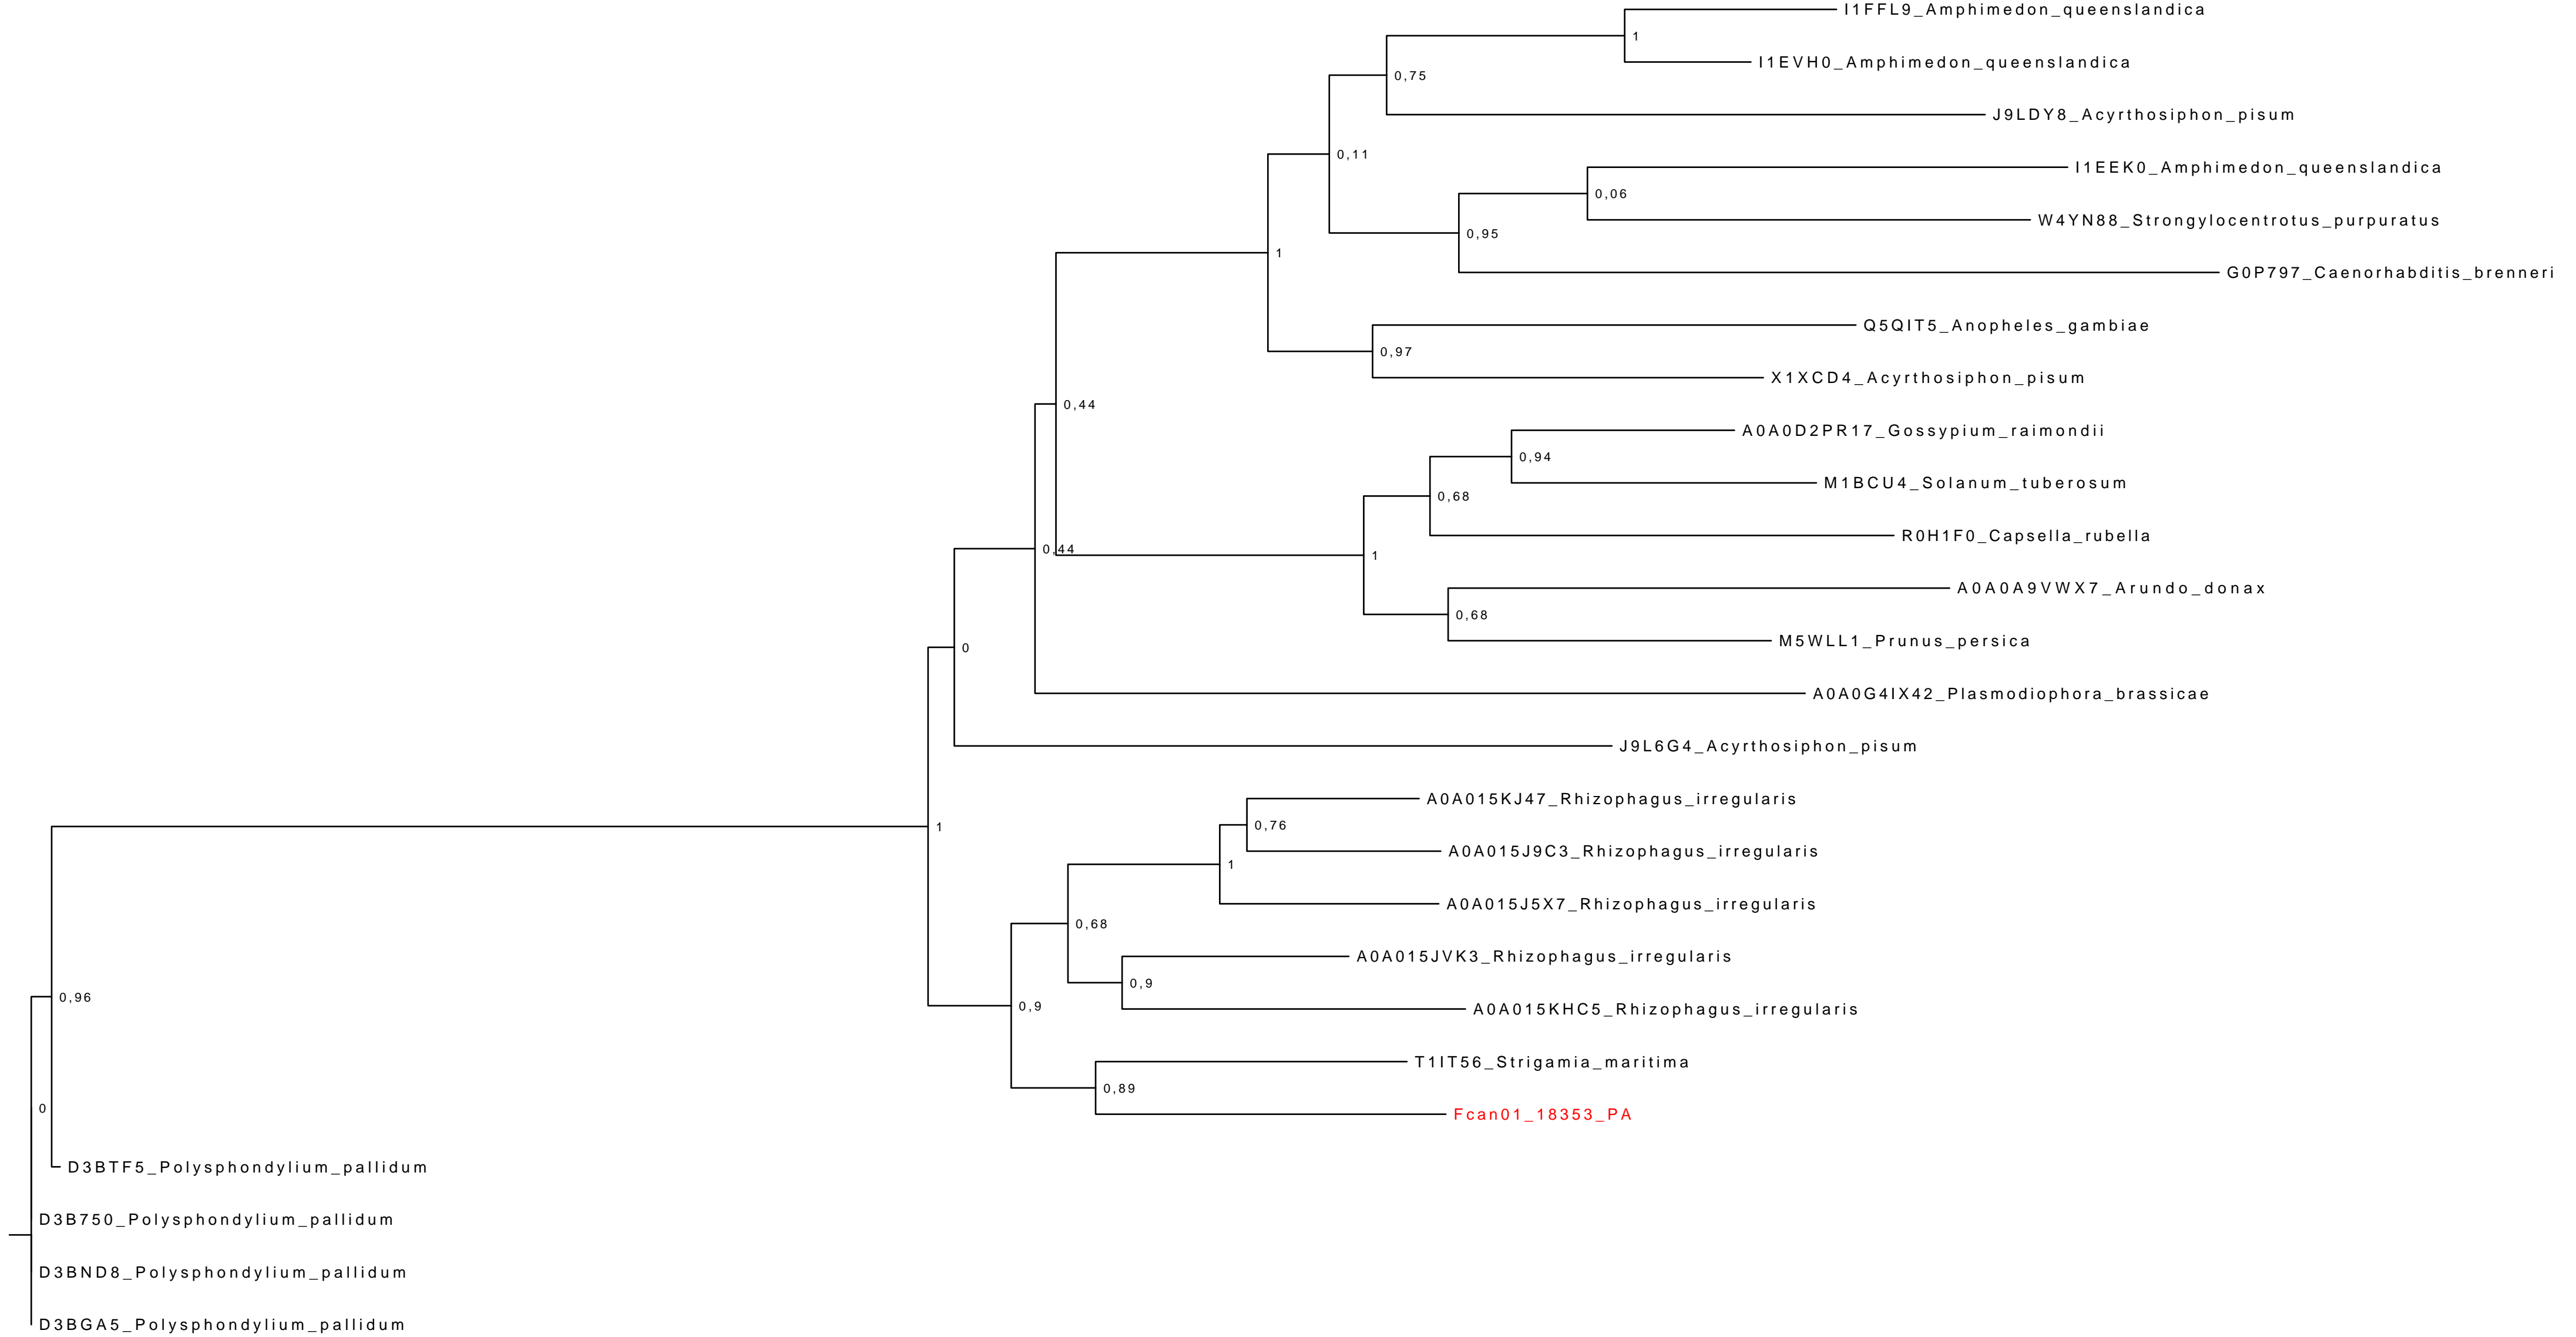 I1FFL9_Amphimedon_queenslandica
1
I1EVH0_Amphimedon_queenslandica
0,75
J9LDY8_Acyrthosiphon_pisum
0,11
I1EEK0_Amphimedon_queenslandica
0,06
W4YN88_Strongylocentrotus_purpuratus
0,95
1
G0P797_Caenorhabditis_brenneri
Q5QIT5_Anopheles_gambiae
0,97
X1XCD4_Acyrthosiphon_pisum
0,44
A0A0D2PR17_Gossypium_raimondii
0,94
M1BCU4_Solanum_tuberosum
0,68
R0H1F0_Capsella_rubella
0,44
1
A0A0A9VWX7_Arundo_donax
0,68
M5WLL1_Prunus_persica
0
A0A0G4IX42_Plasmodiophora_brassicae
J9L6G4_Acyrthosiphon_pisum
A0A015KJ47_Rhizophagus_irregularis
0,76
1
A0A015J9C3_Rhizophagus_irregularis
1
A0A015J5X7_Rhizophagus_irregularis
0,68
A0A015JVK3_Rhizophagus_irregularis
0,9
0,96
0,9
A0A015KHC5_Rhizophagus_irregularis
T1IT56_Strigamia_maritima
0,89
0
Fcan01_18353_PA
D3BTF5_Polysphondylium_pallidum
D3B750_Polysphondylium_pallidum
D3BND8_Polysphondylium_pallidum
D3BGA5_Polysphondylium_pallidum